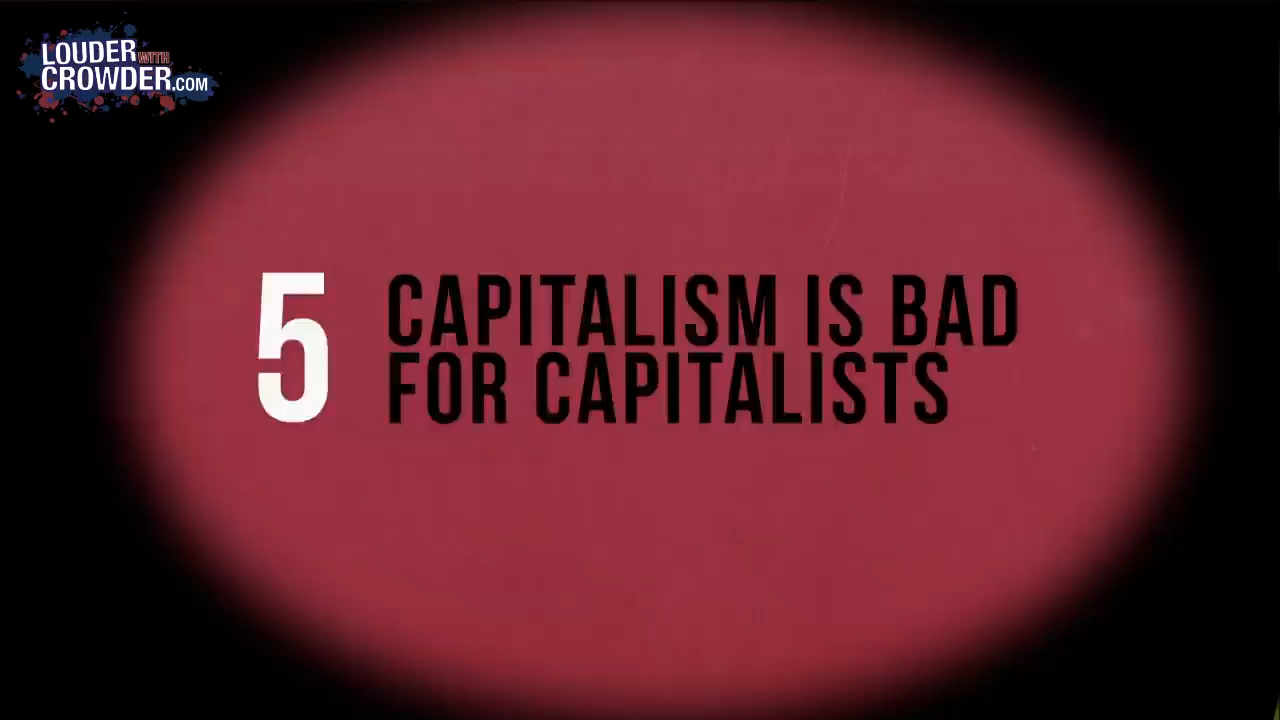 LOUDER WITH
CROWDER.COM
5 CAPITALISM IS BAD
FOR CAPITALISTS